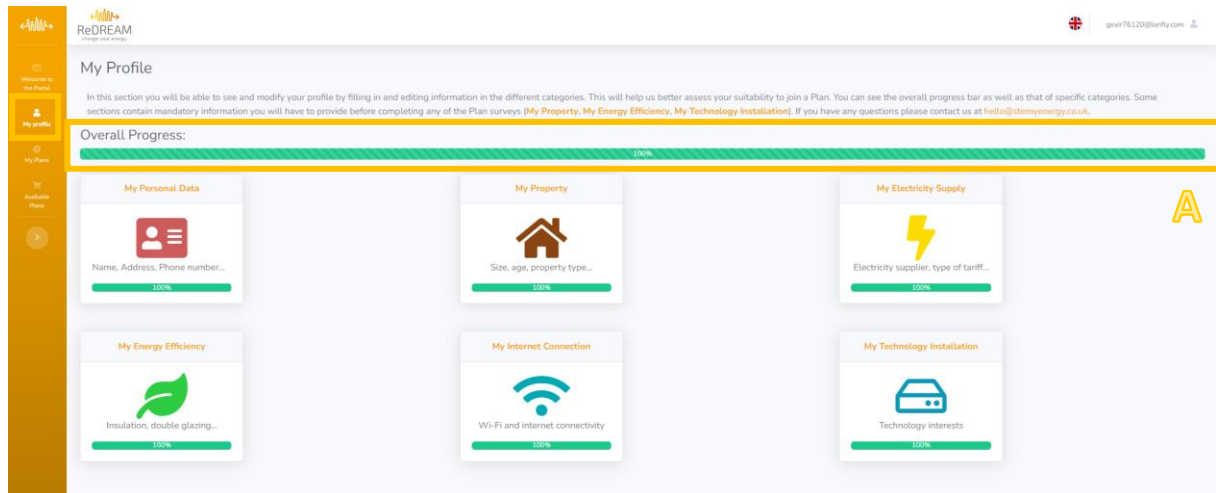 ReDREAM
change your energy
gevir76120@lanfly.com
Welcome to
the Portal
My profile
My Plans
Available
Plans
My Profile
In this section you will be able to see and modify your profile by filling in and editing information in the different categories. This will help us better assess your suitability to join a Plan. You can see the overall progress bar as well as that of specific categories. Some
sections contain mandatory information you will have to provide before completing any of the Plan surveys (My Property, My Energy Efficiency, My Technology Installation). If you have any questions please contact us at hello@stemyenergy.co.uk.
Overall Progress:
100%
A
My Personal Data
Name, Address, Phone number...
100%
My Property
Size, age, property type...
100%
My Electricity Supply
Electricity supplier, type of tariff...
100%
My Energy Efficiency
Insulation, double glazing...
100%
My Internet Connection
Wi-Fi and internet connectivity
100%
My Technology Installation
Technology interests
100%